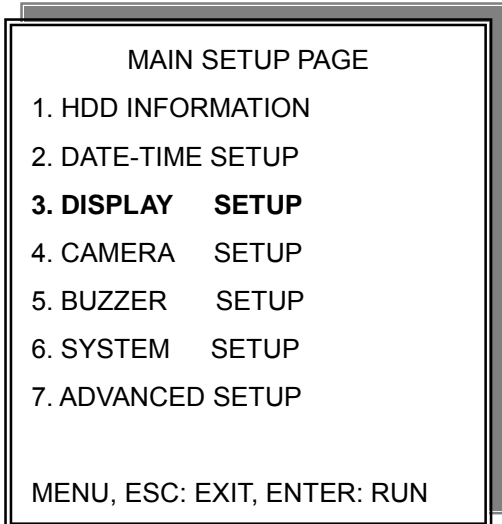 MAIN SETUP PAGE
1. HDD INFORMATION
2. DATE-TIME SETUP
3. DISPLAY SETUP
4. CAMERA SETUP
5. BUZZER SETUP
6. SYSTEM SETUP
7. ADVANCED SETUP
MENU, ESC: EXIT, ENTER: RUN